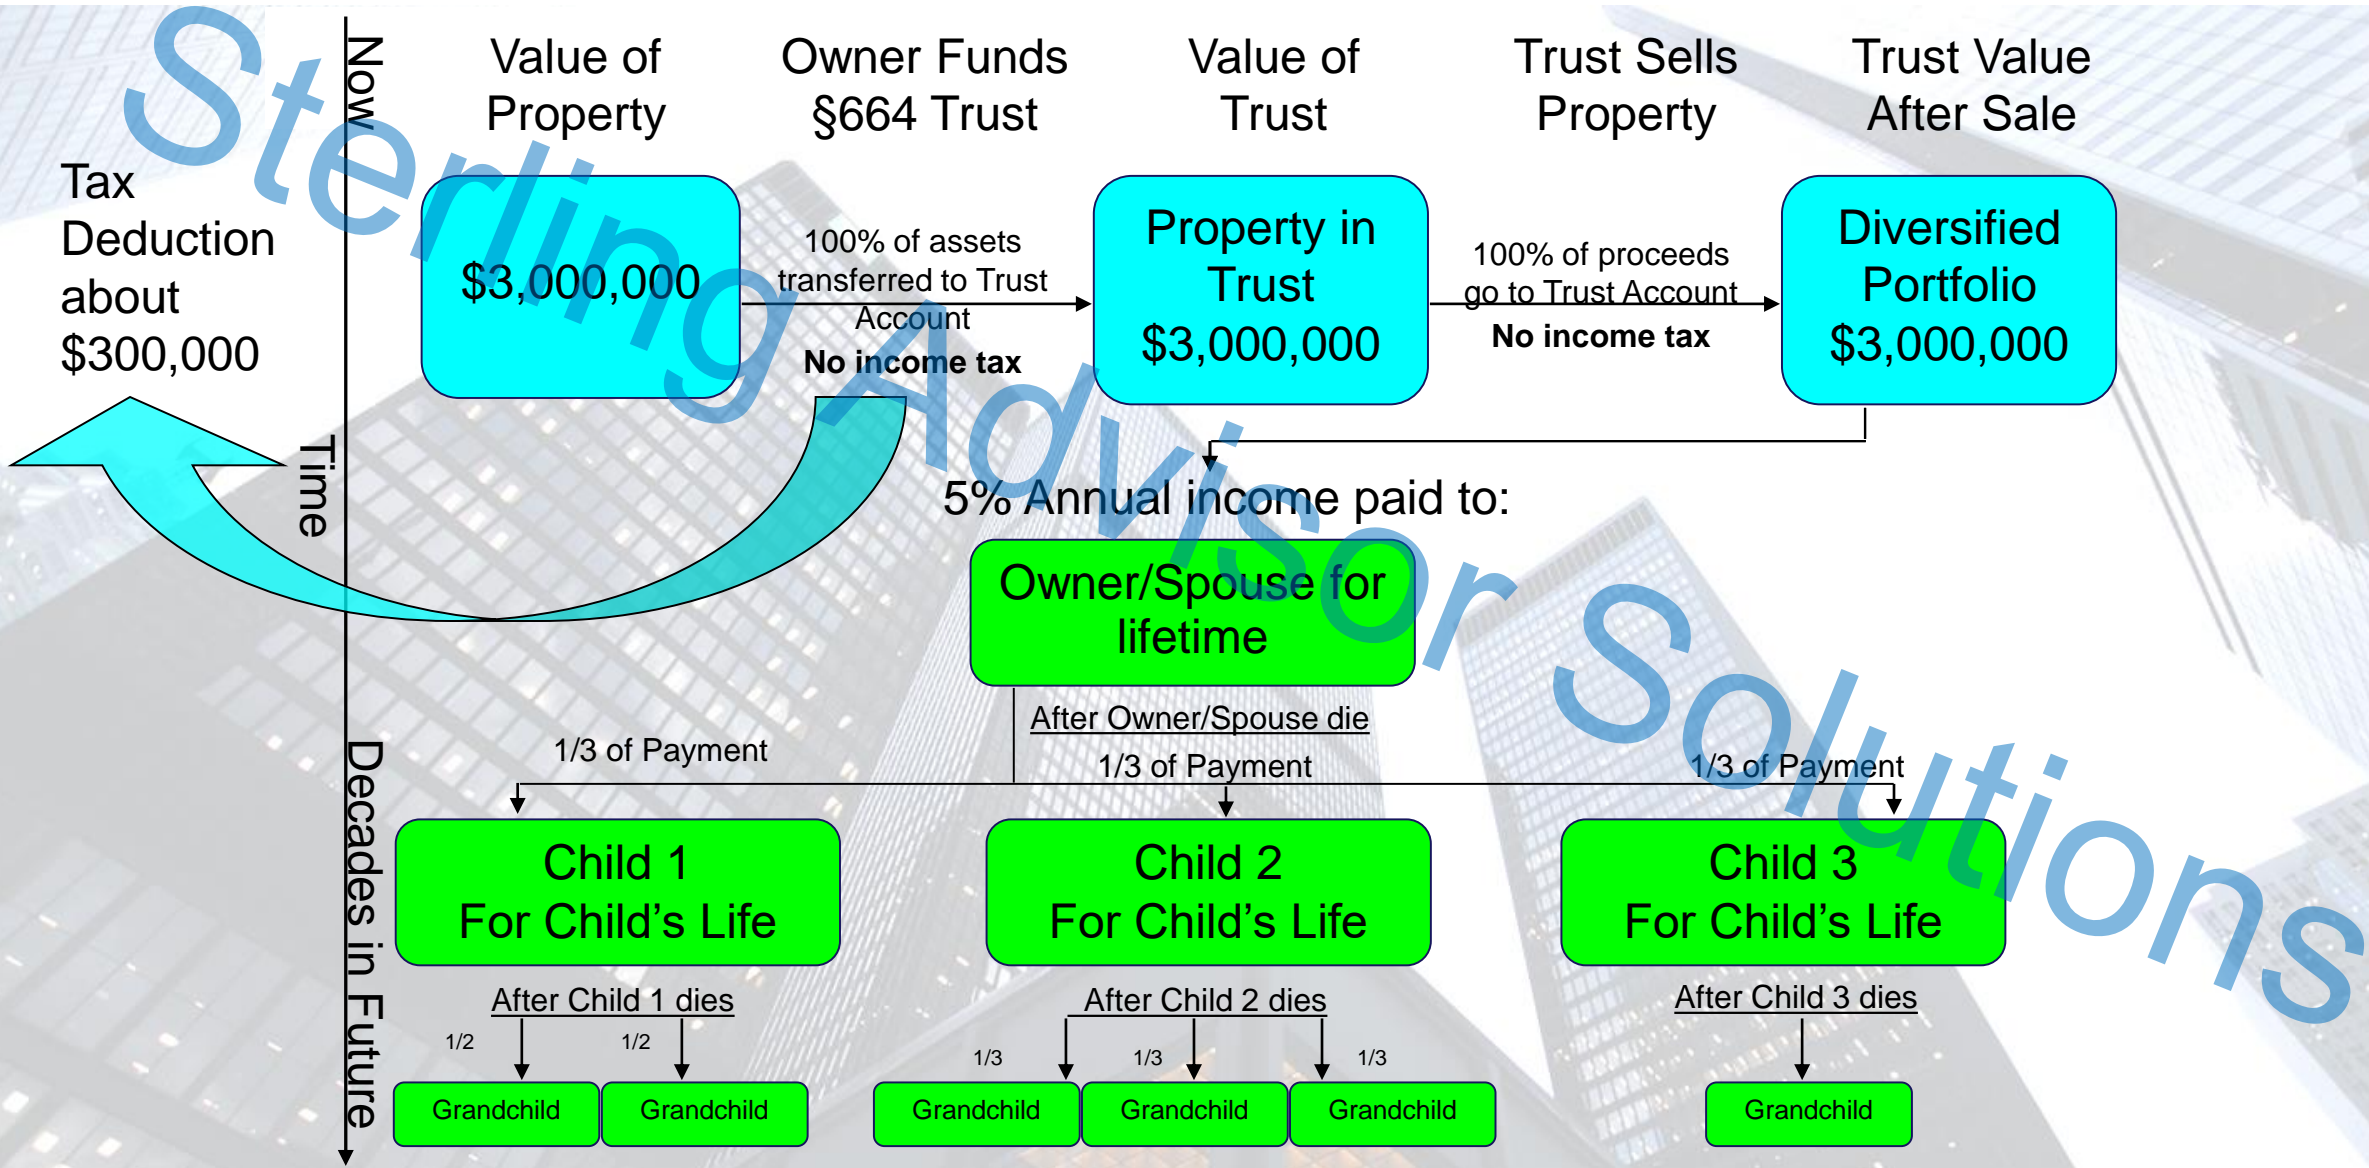 Now
Value of
Property
Owner Funds
§664 Trust
Value of
Trust
Trust Sells
Property
Trust Value
After Sale
Tax
Deduction
about
$300,000
$3,000,000
100% of assets
transferred to Trust
Account
No income tax
Property in
Trust
$3,000,000
100% of proceeds
go to Trust Account
No income tax
Diversified
Portfolio
$3,000,000
Time
5% Annual income paid to:
Owner/Spouse for
lifetime
After Owner/Spouse die
1/3 of Payment
1/3 of Payment
1/3 of Payment
Decades in Future
Child 1
For Child’s Life
Child 2
For Child’s Life
Child 3
For Child’s Life
After Child 1 dies
After Child 2 dies
After Child 3 dies
1/2
1/2
1/3
1/3
1/3
Grandchild
Grandchild
Grandchild
Grandchild
Grandchild
Grandchild
Sterling Advisor Solutions